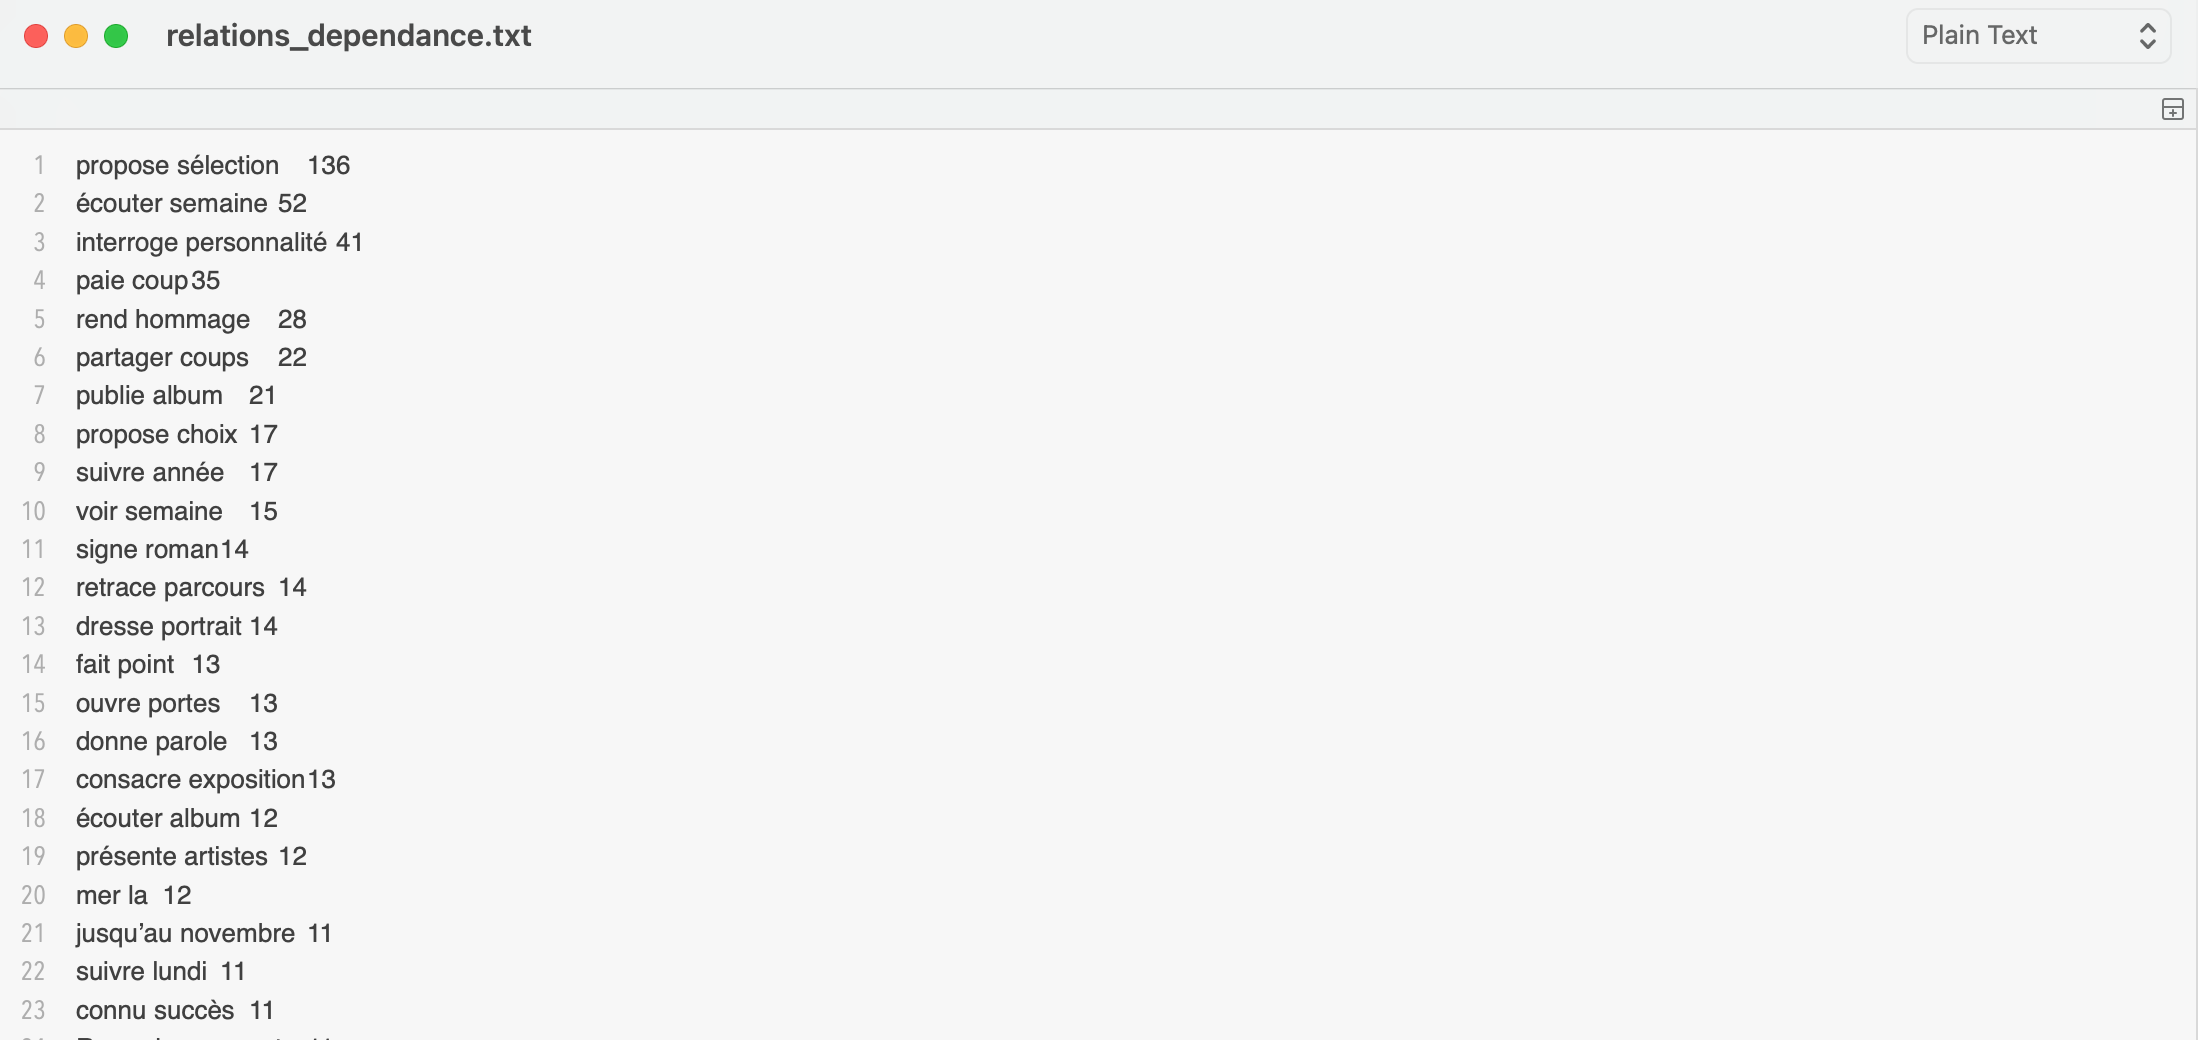 relations_dependance.txt
Plain Text
1 propose sélection 136
2 écouter semaine 52
3 interroge personnalité 41
4 paie coup 35
5 rend hommage 28
6 partager coups 22
7 publie album 21
8 propose choix 17
9 suivre année 17
10 voir semaine 15
11 signe roman 14
12 retrace parcours 14
13 dresse portrait 14
14 fait point 13
15 ouvre portes 13
16 donne parole 13
17 consacre exposition 13
18 écouter album 12
19 présente artistes 12
20 mer la 12
21 jusqu’au novembre 11
22 suivre lundi 11
23 connu succès 11